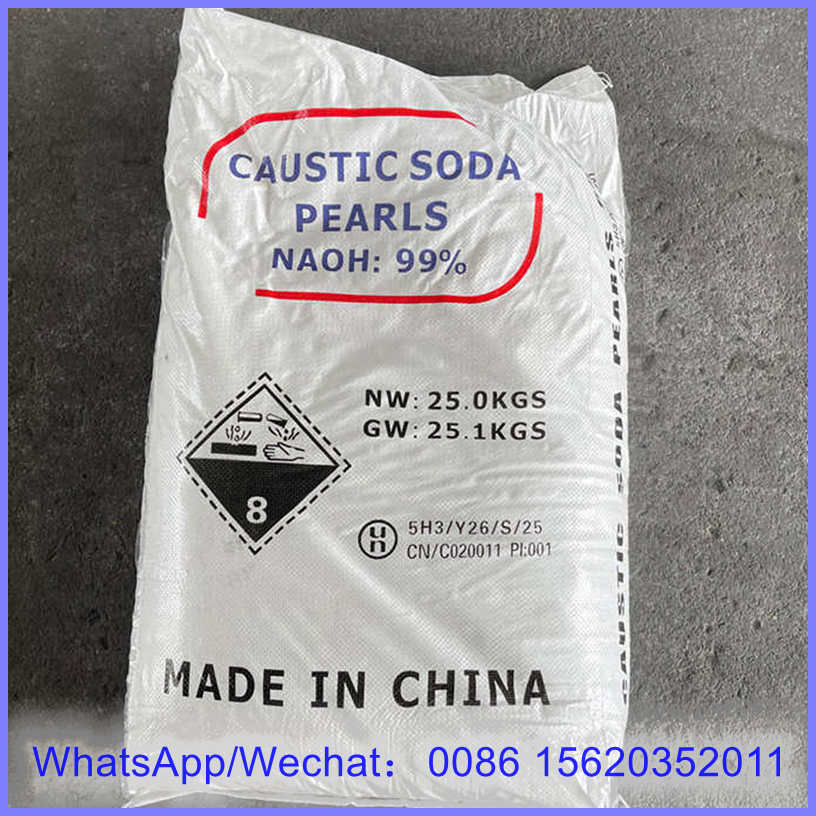 CAUSTIC SODA
PEARLS
NAOH: 99%
NW: 25.0KGS
GW: 25.1KGS
8
un
5H3/Y26/S/25
CN/C020011 PI:001
MADE IN CHINA
CAUSTIC SODA PEARLS
WhatsApp/Wechat：0086 15620352011